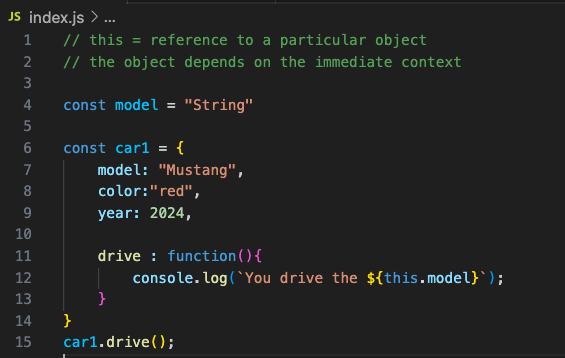 JS index.js > ...
1 // this = reference to a particular object
2 // the object depends on the immediate context
3
4 const model = "String"
5
6 const car1 = {
7 model: "Mustang",
8 color:"red",
9 year: 2024,
10
11 drive : function(){
12 console.log(`You drive the ${this.model}`);
13 }
14 }
15 car1.drive();